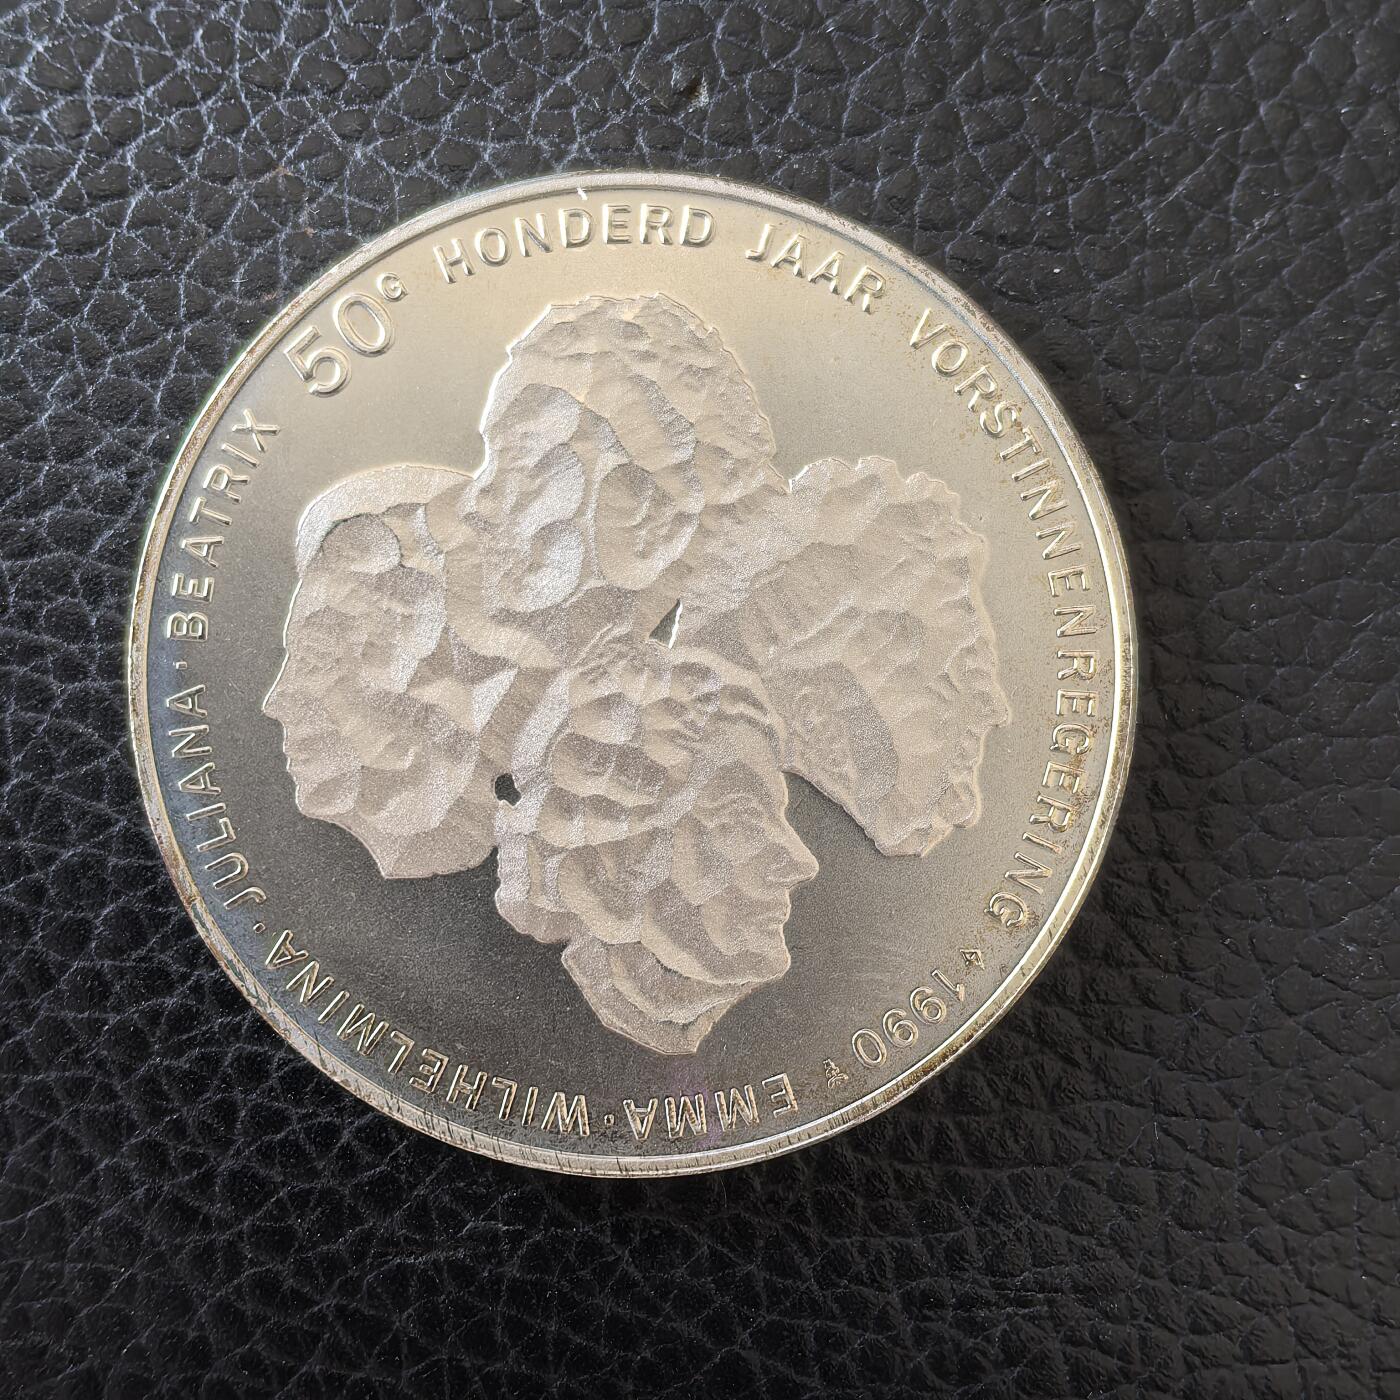 50G HONDERD JAAR VORSTINNENREGERING
1990
EMMA·WILHELMINA·JULIANA·BEATRIX